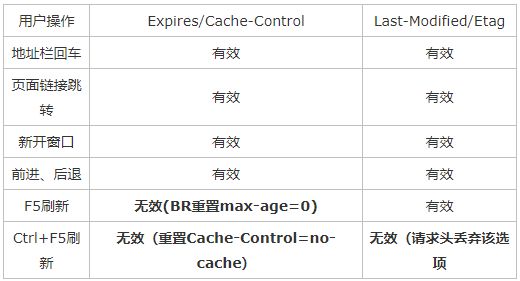 用户操作 Expires/Cache-Control Last-Modified/Etag
地址栏回车 有效 有效
页面链接跳
转 有效 有效
新开窗口 有效 有效
前进、后退 有效 有效
F5刷新 无效(BR重置max-age=0) 有效
Ctrl+F5刷 无效（重置Cache-Control=no- 无效（请求头丢弃该选
新 cache） 项